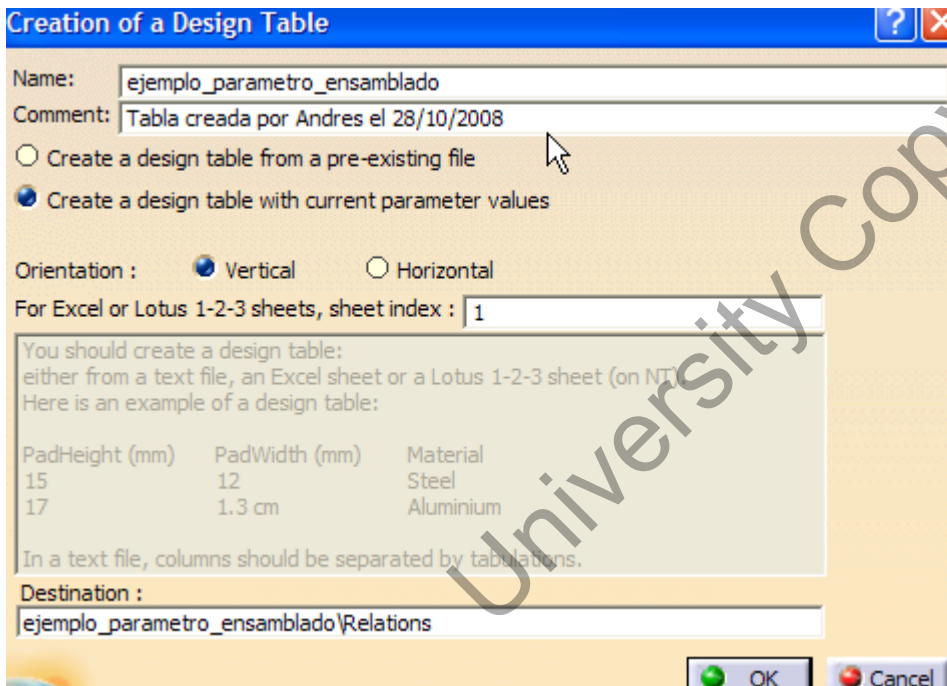 Creation of a Design Table
Name: ejemplo_parametro_ensamblado
Comment: Tabla creada por Andres el 28/10/2008
Create a design table from a pre-existing file
Create a design table with current parameter values
Orientation : Vertical Horizontal
For Excel or Lotus 1-2-3 sheets, sheet index : 1
You should create a design table:
either from a text file, an Excel sheet or a Lotus 1-2-3 sheet (on NT).
Here is an example of a design table:
PadHeight (mm) PadWidth (mm) Material
15 12 Steel
17 1.3 cm Aluminium
In a text file, columns should be separated by tabulations.
Destination :
ejemplo_parametro_ensamblado\Relations
OK Cancel
University